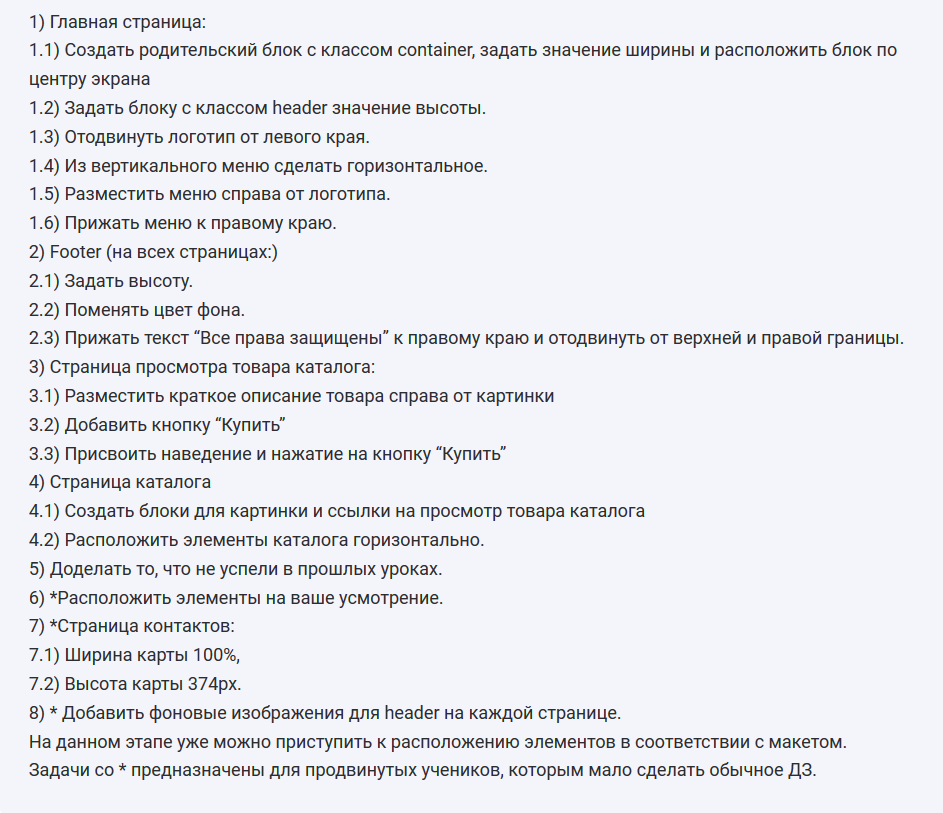 1) Главная страница:
1.1) Создать родительский блок с классом container, задать значение ширины и расположить блок по
центру экрана
1.2) Задать блоку с классом header значение высоты.
1.3) Отодвинуть логотип от левого края.
1.4) Из вертикального меню сделать горизонтальное.
1.5) Разместить меню справа от логотипа.
1.6) Прижать меню к правому краю.
2) Footer (на всех страницах:)
2.1) Задать высоту.
2.2) Поменять цвет фона.
2.3) Прижать текст “Все права защищены” к правому краю и отодвинуть от верхней и правой границы.
3) Страница просмотра товара каталога:
3.1) Разместить краткое описание товара справа от картинки
3.2) Добавить кнопку “Купить”
3.3) Присвоить наведение и нажатие на кнопку “Купить”
4) Страница каталога
4.1) Создать блоки для картинки и ссылки на просмотр товара каталога
4.2) Расположить элементы каталога горизонтально.
5) Доделать то, что не успели в прошлых уроках.
6) *Расположить элементы на ваше усмотрение.
7) *Страница контактов:
7.1) Ширина карты 100%,
7.2) Высота карты 374px.
8) * Добавить фоновые изображения для header на каждой странице.
На данном этапе уже можно приступить к расположению элементов в соответствии с макетом.
Задачи со * предназначены для продвинутых учеников, которым мало сделать обычное ДЗ.